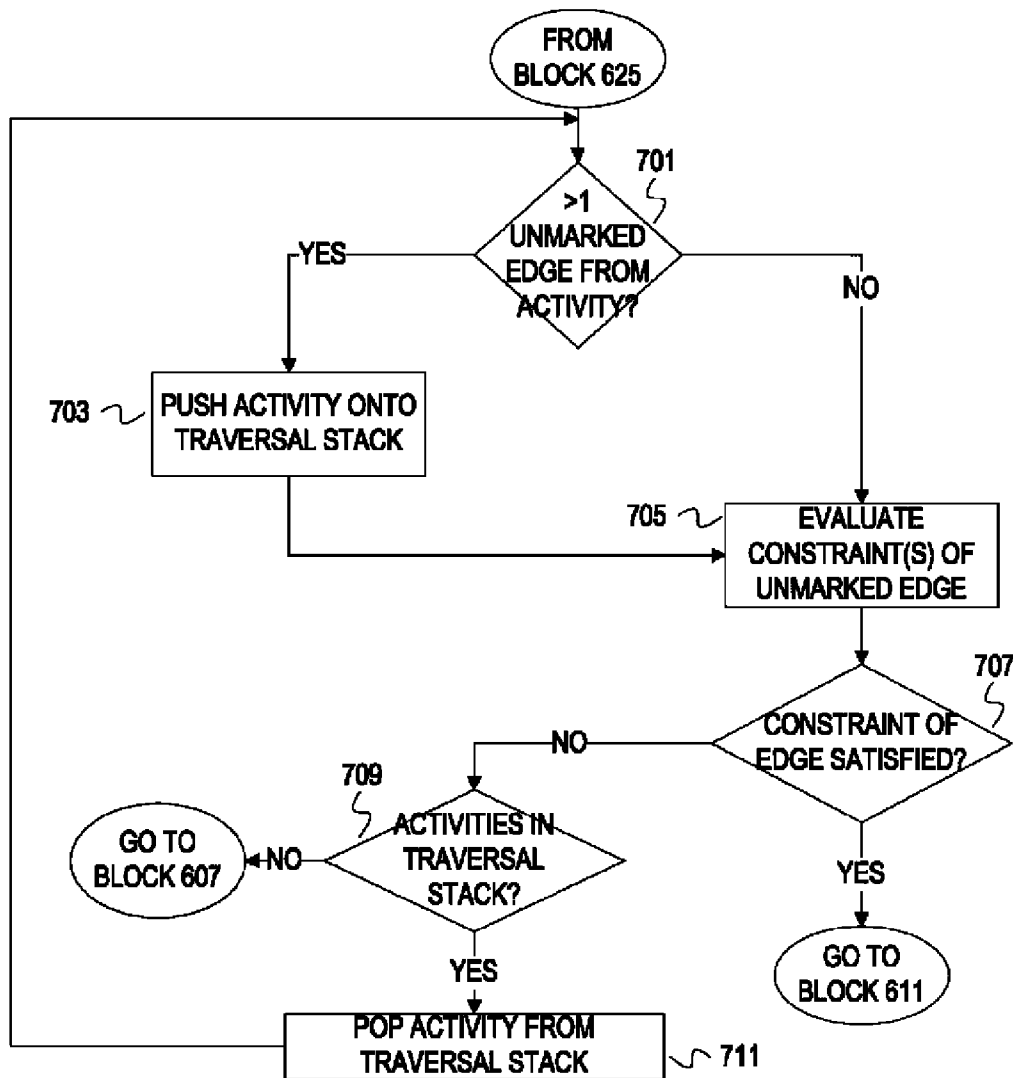 FROM
BLOCK 625
701
>1
UNMARKED
EDGE FROM
ACTIVITY?
YES
NO
703
PUSH ACTIVITY ONTO
TRAVERSAL STACK
705
EVALUATE
CONSTRAINT(S) OF
UNMARKED EDGE
707
CONSTRAINT OF
EDGE SATISFIED?
NO
709
ACTIVITIES IN
TRAVERSAL
STACK?
GO TO
BLOCK 607
NO
YES
YES
GO TO
BLOCK 611
POP ACTIVITY FROM
TRAVERSAL STACK
711